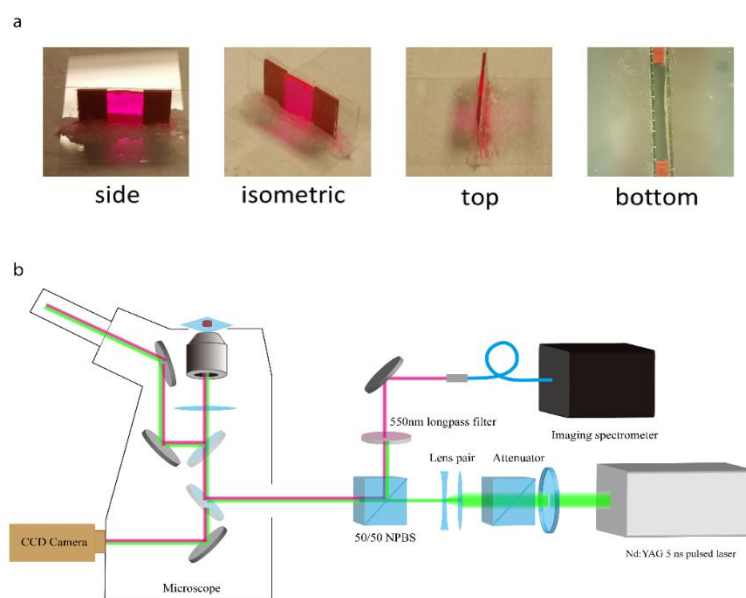 a
side
isometric
top
bottom
b
550nm longpass filter
Imaging spectrometer
Lens pair
Attenuator
50/50 NPBS
Nd:YAG 5 ns pulsed laser
CCD Camera
Microscope